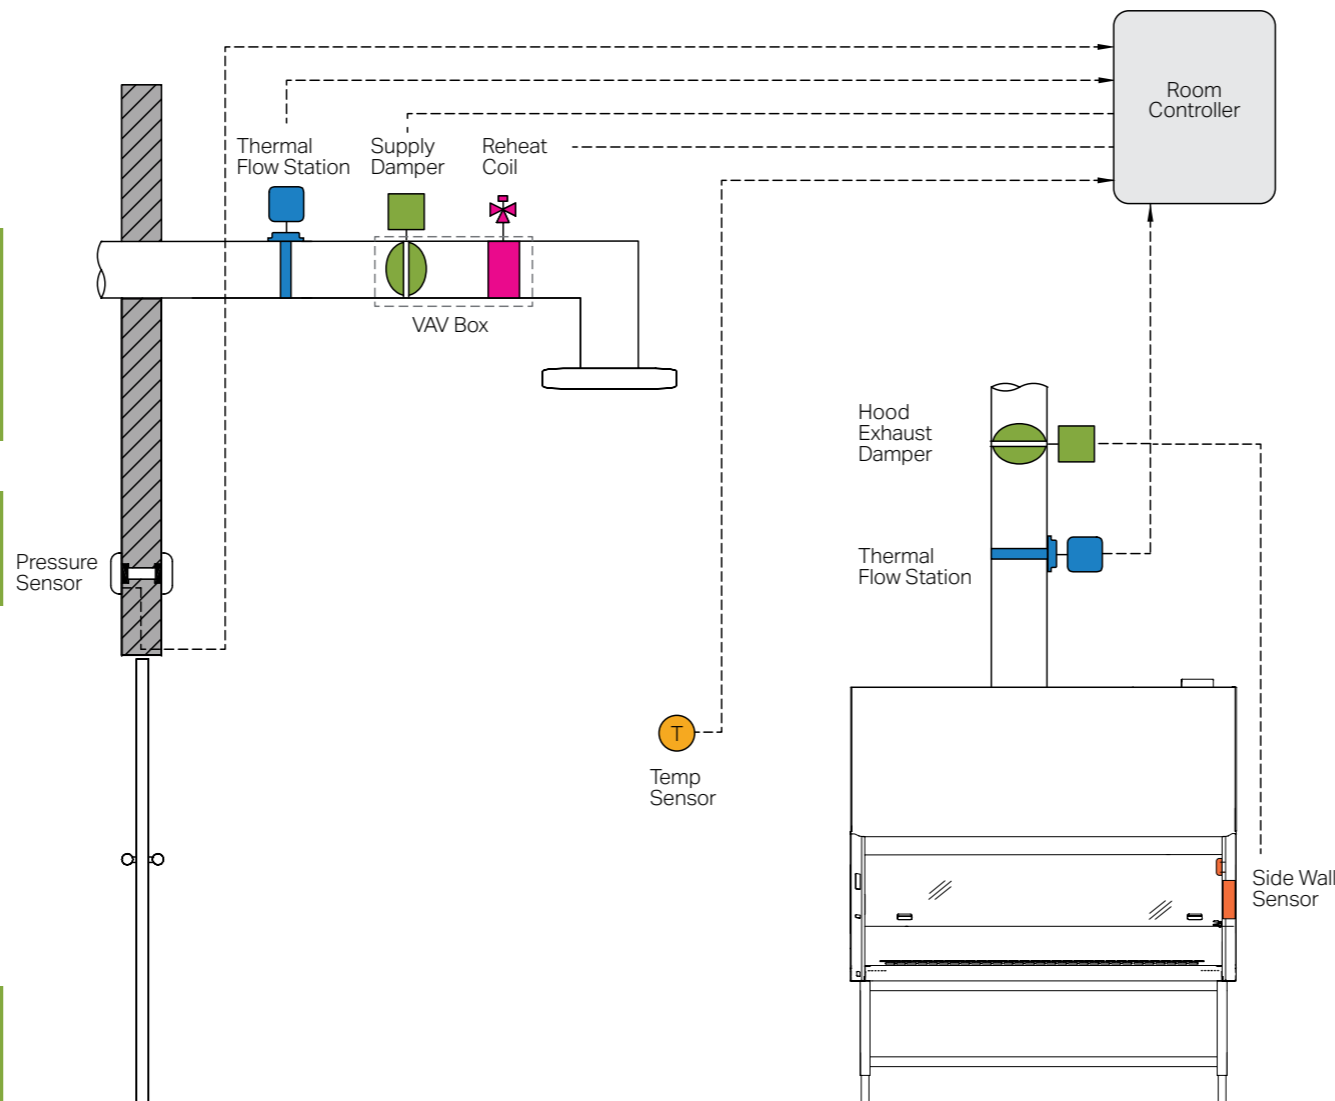 Room
Controller
Thermal
Flow Station
Supply
Damper
Reheat
Coil
VAV Box
Hood
Exhaust
Damper
Pressure
Sensor
Thermal
Flow Station
T
Temp
Sensor
Side Wall
Sensor